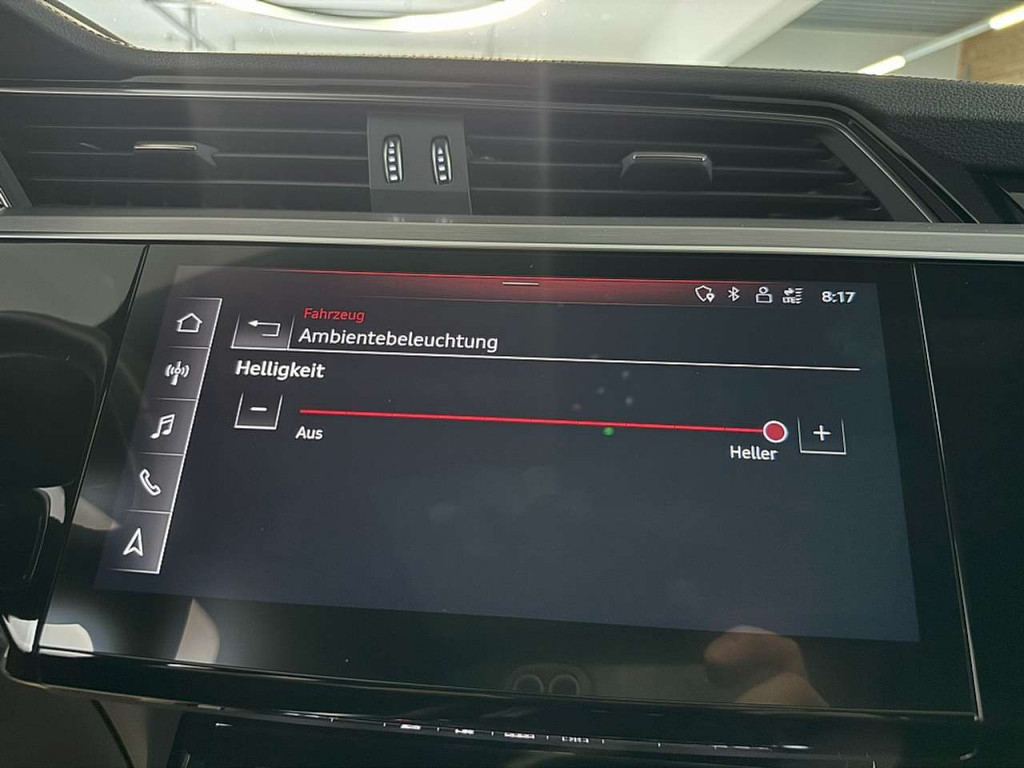 8:17
Fahrzeug
Ambientebeleuchtung
Helligkeit
Aus
Heller